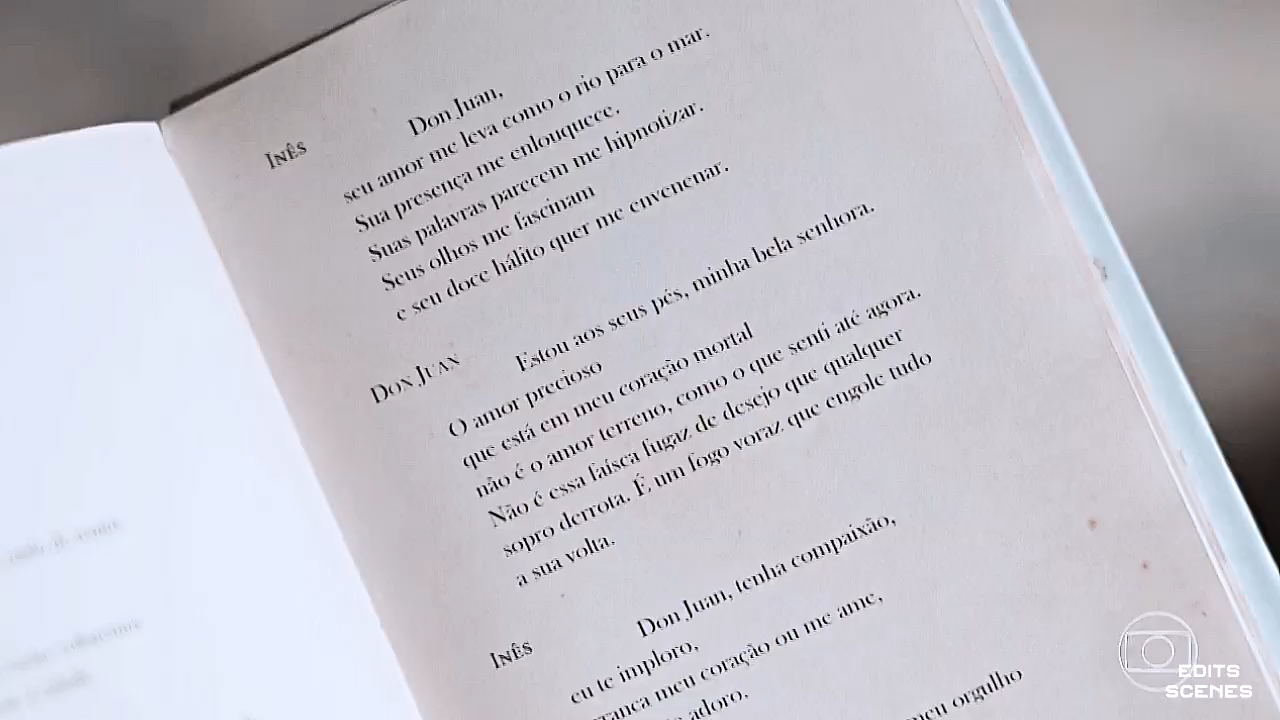 INÊS Don Juan,
seu amor me leva como o rio para o mar.
Sua presença me enlouquece.
Suas palavras parecem me hipnotizar.
Seus olhos me fascinam
e seu doce hálito quer me envenenar.
DON JUAN Estou aos seus pés, minha bela senhora.
O amor precioso
que está em meu coração mortal
não é o amor terreno, como o que senti até agora.
Não é essa faísca fugaz de desejo que qualquer
sopro derrota. É um fogo voraz que engole tudo
a sua volta.
INÊS Don Juan, tenha compaixão,
eu te imploro,
meu coração ou me ame,
adoro.
meu orgulho
EDITS
SCENES